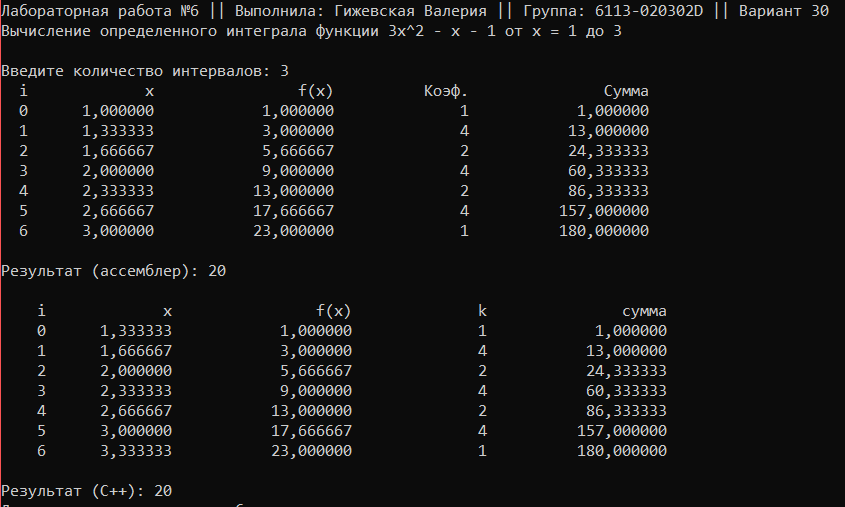 Лабораторная работа №6 || Выполнила: Гижевская Валерия || Группа: 6113-020302D || Вариант 30
Вычисление определенного интеграла функции 3x^2 - x - 1 от x = 1 до 3
Введите количество интервалов: 3
i x f(x) Коэф. Сумма
0 1,000000 1,000000 1 1,000000
1 1,333333 3,000000 4 13,000000
2 1,666667 5,666667 2 24,333333
3 2,000000 9,000000 4 60,333333
4 2,333333 13,000000 2 86,333333
5 2,666667 17,666667 4 157,000000
6 3,000000 23,000000 1 180,000000
Результат (ассемблер): 20
i x f(x) k сумма
0 1,333333 1,000000 1 1,000000
1 1,666667 3,000000 4 13,000000
2 2,000000 5,666667 2 24,333333
3 2,333333 9,000000 4 60,333333
4 2,666667 13,000000 2 86,333333
5 3,000000 17,666667 4 157,000000
6 3,333333 23,000000 1 180,000000
Результат (C++): 20